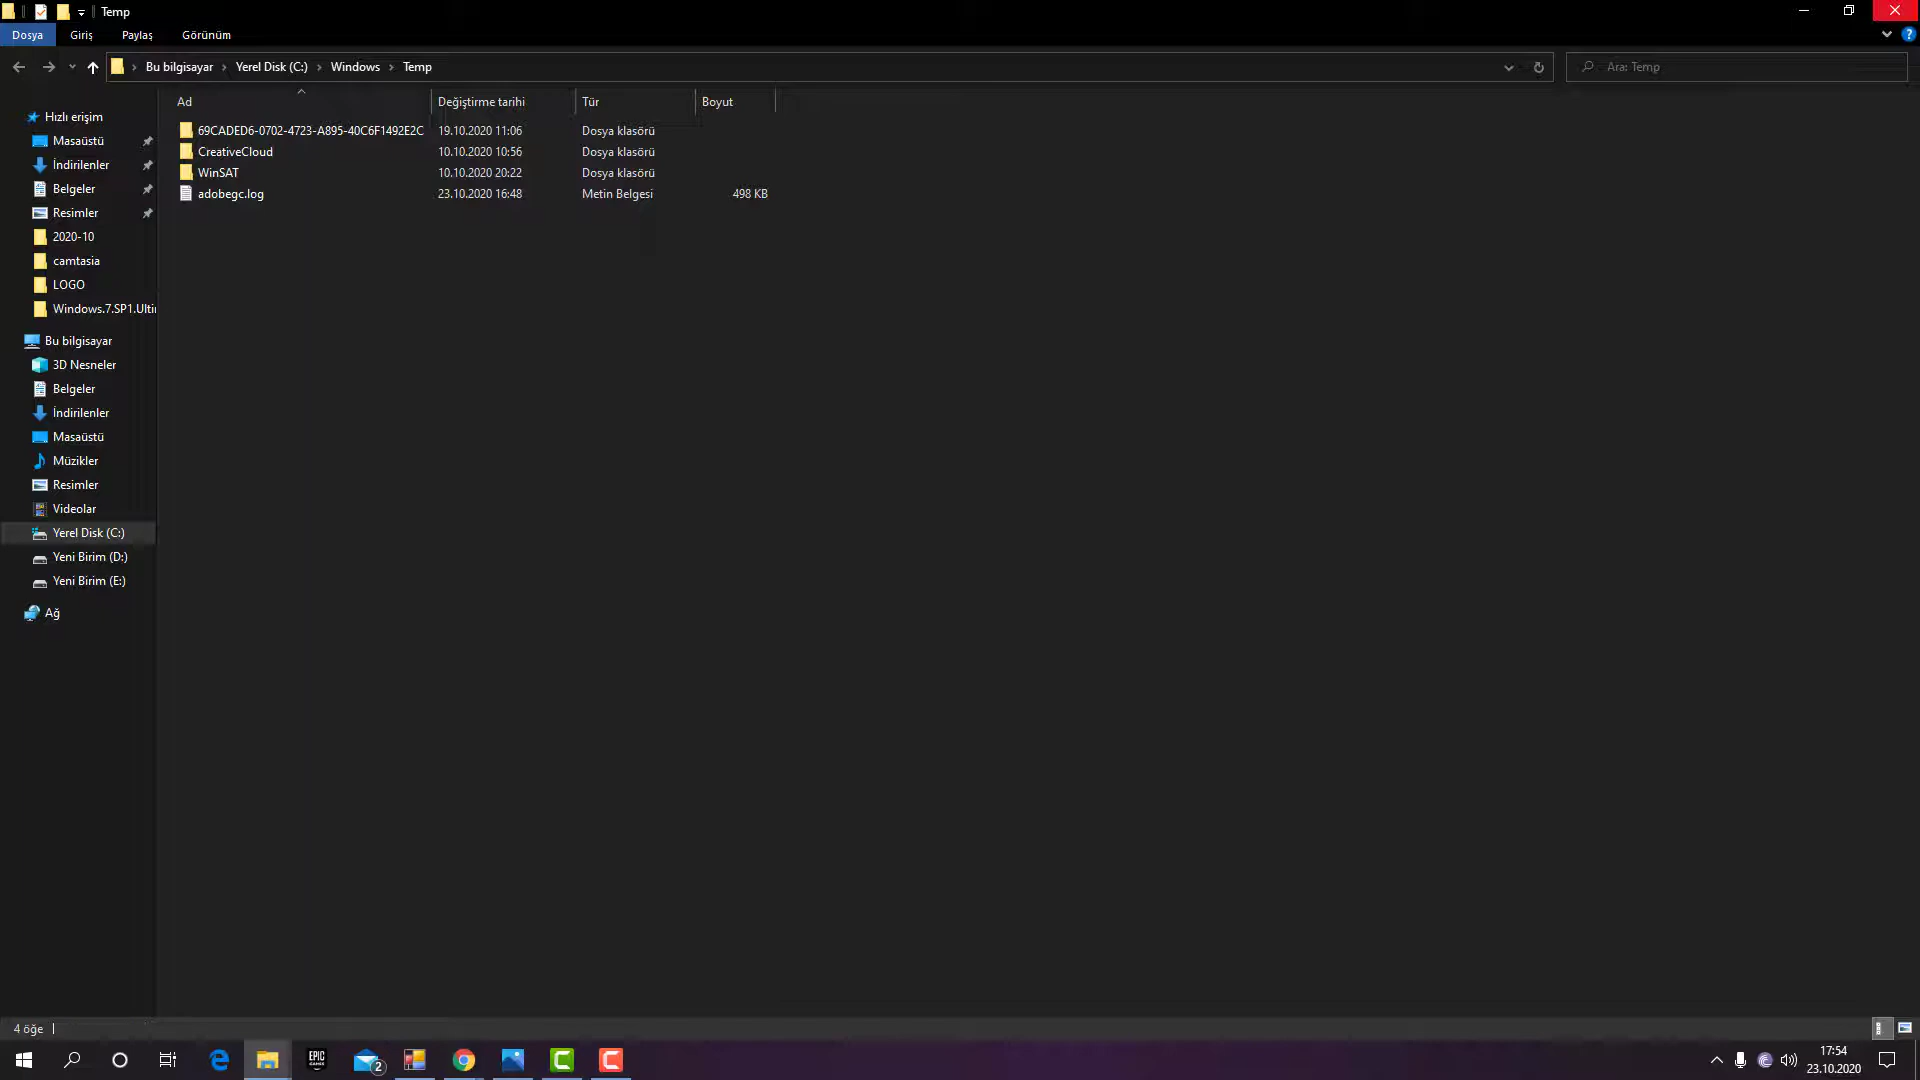 Temp
Dosya Giriş Paylaş Görünüm
Bu bilgisayar Yerel Disk (C:) Windows Temp
Ara: Temp
Ad Değiştirme tarihi Tür Boyut
69CADED6-0702-4723-A895-40C6F1492E2C 19.10.2020 11:06 Dosya klasörü
CreativeCloud 10.10.2020 10:56 Dosya klasörü
WinSAT 10.10.2020 20:22 Dosya klasörü
adobegc.log 23.10.2020 16:48 Metin Belgesi 498 KB
Hızlı erişim
Masaüstü
İndirilenler
Belgeler
Resimler
2020-10
camtasia
LOGO
Windows.7.SP1.Ulti
Bu bilgisayar
3D Nesneler
Belgeler
İndirilenler
Masaüstü
Müzikler
Resimler
Videolar
Yerel Disk (C:)
Yeni Birim (D:)
Yeni Birim (E:)
Ağ
4 öğe
EPIC
GAMES
2
17:54
23.10.2020